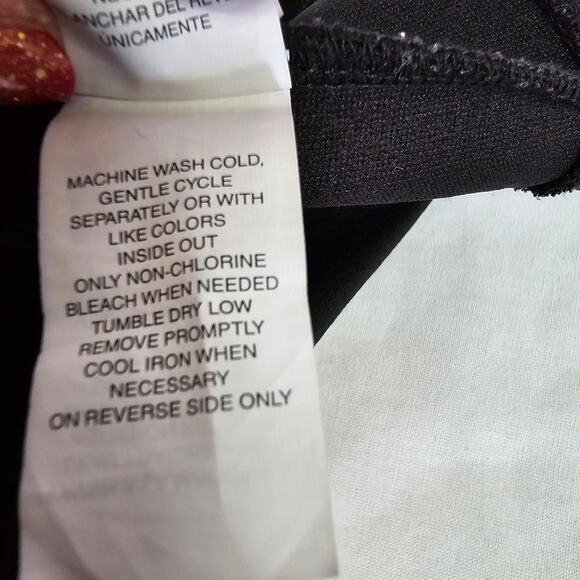 ANCHAR DEL REV
ÚNICAMENTE
MACHINE WASH COLD,
GENTLE CYCLE
SEPARATELY OR WITH
LIKE COLORS
INSIDE OUT
ONLY NON-CHLORINE
BLEACH WHEN NEEDED
TUMBLE DRY LOW
REMOVE PROMPTLY
COOL IRON WHEN
NECESSARY
ON REVERSE SIDE ONLY